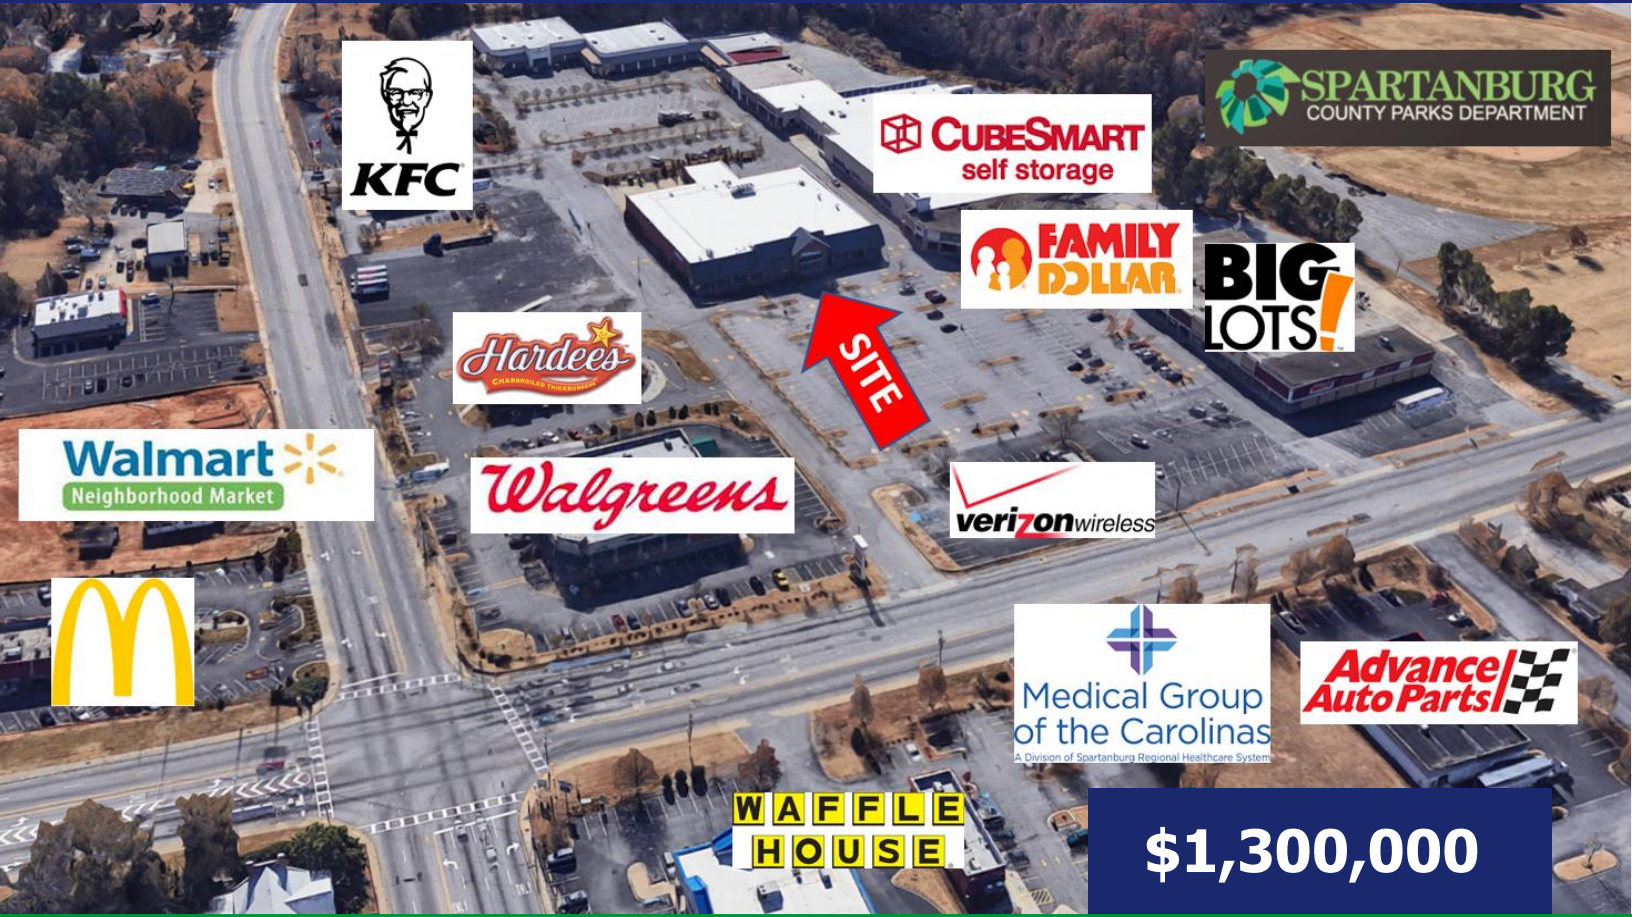 KFC
SPARTANBURG
COUNTY PARKS DEPARTMENT
CUBESMART
self storage
FAMILY
DOLLAR
BIG
LOTS!
SITE
Hardee's
CHARBROILED THICKBURGERS
Walmart
Neighborhood Market
Walgreens
verizonwireless
M
Medical Group
of the Carolinas
A Division of Spartanburg Regional Healthcare System
Advance
Auto Parts
WAFFLE
HOUSE
$1,300,000